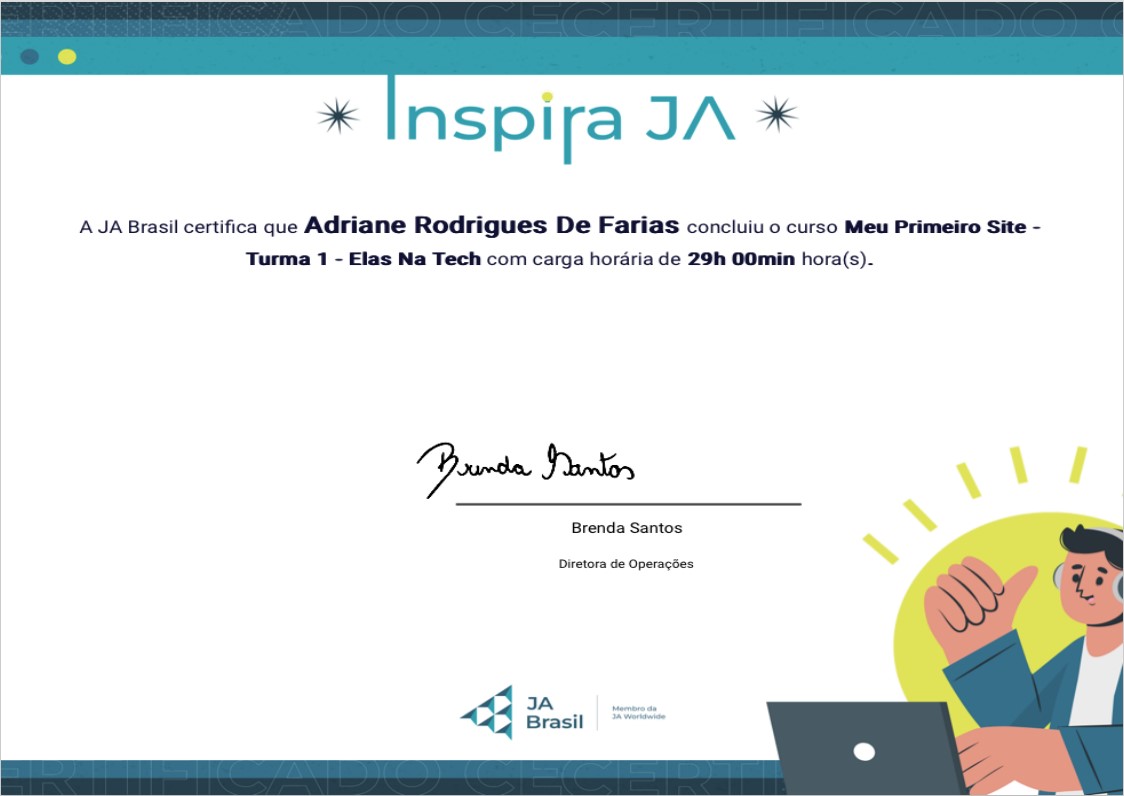 CERTIFICADO CECERTIFICADO C
Inspira JA
A JA Brasil certifica que Adriane Rodrigues De Farias concluiu o curso Meu Primeiro Site -
Turma 1 - Elas Na Tech com carga horária de 29h 00min hora(s).
Brenda Santos
Brenda Santos
Diretora de Operações
JA
Brasil
Membro da
JA Worldwide
ERTIFICADO CECERTI